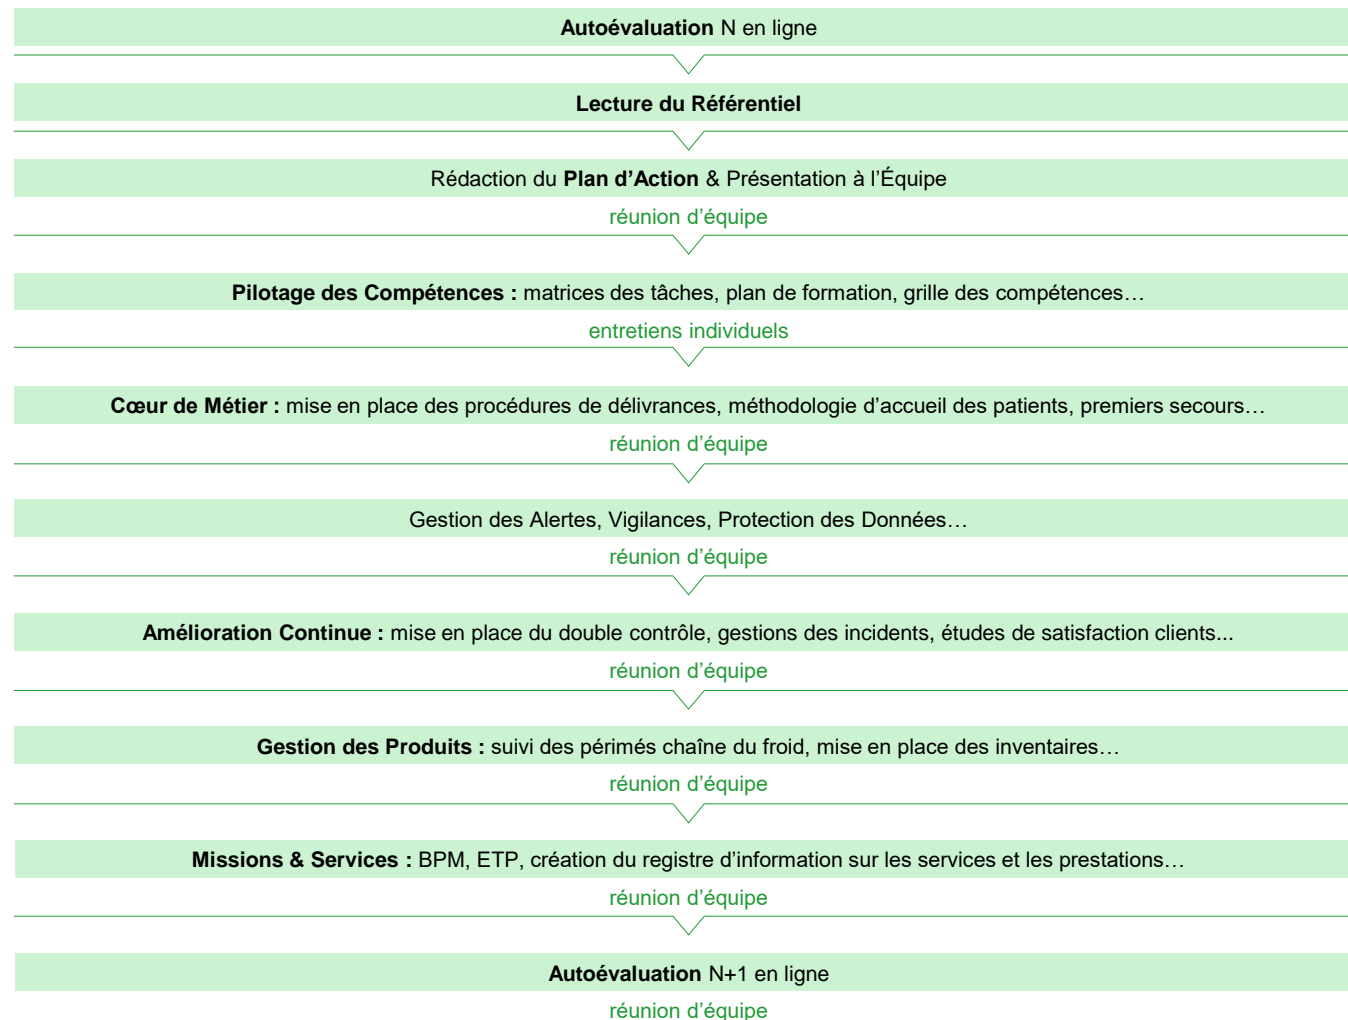 Autoévaluation N en ligne
Lecture du Référentiel
Rédaction du Plan d’Action & Présentation à l’Équipe
réunion d’équipe
Pilotage des Compétences : matrices des tâches, plan de formation, grille des compétences…
entretiens individuels
Cœur de Métier : mise en place des procédures de délivrances, méthodologie d’accueil des patients, premiers secours…
réunion d’équipe
Gestion des Alertes, Vigilances, Protection des Données…
réunion d’équipe
Amélioration Continue : mise en place du double contrôle, gestions des incidents, études de satisfaction clients...
réunion d’équipe
Gestion des Produits : suivi des périmés chaîne du froid, mise en place des inventaires…
réunion d’équipe
Missions & Services : BPM, ETP, création du registre d’information sur les services et les prestations…
réunion d’équipe
Autoévaluation N+1 en ligne
réunion d’équipe